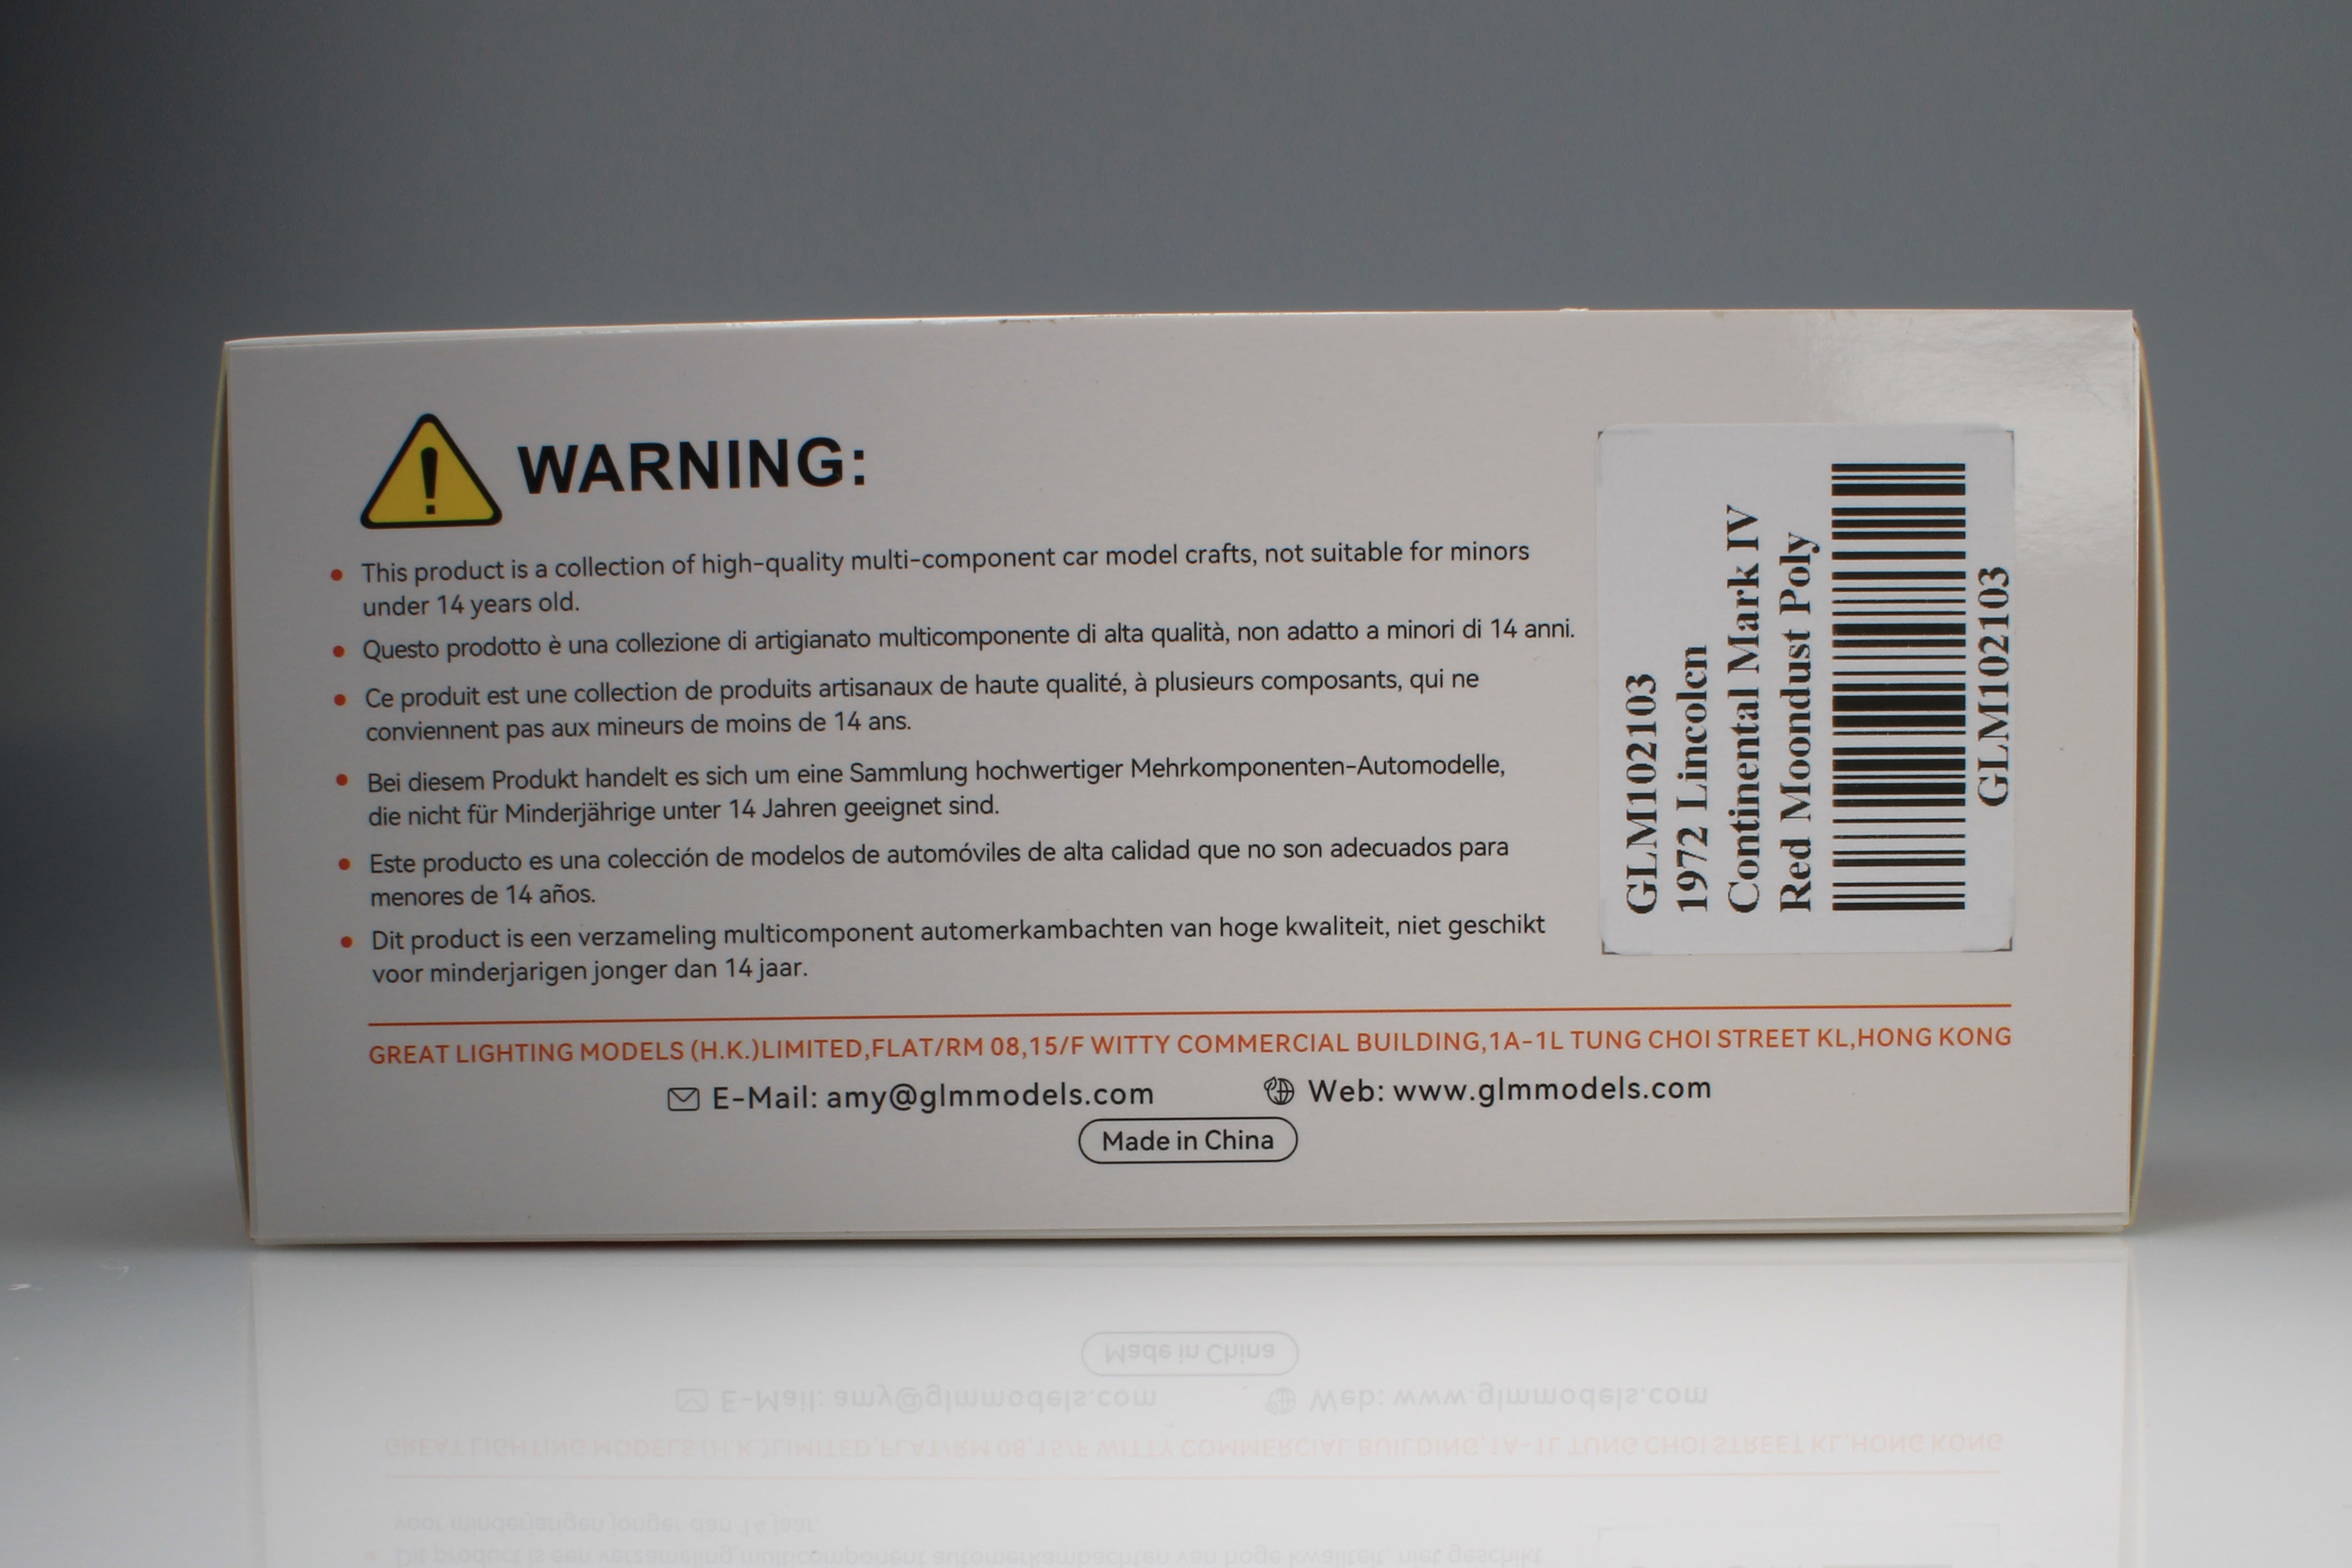 WARNING:
This product is a collection of high-quality multi-component car model crafts, not suitable for minors
under 14 years old.
Questo prodotto è una collezione di artigianato multicomponente di alta qualità, non adatto a minori di 14 anni.
Ce produit est une collection de produits artisanaux de haute qualité, à plusieurs composants, qui ne
conviennent pas aux mineurs de moins de 14 ans.
Bei diesem Produkt handelt es sich um eine Sammlung hochwertiger Mehrkomponenten-Automodelle,
die nicht für Minderjährige unter 14 Jahren geeignet sind.
Este producto es una colección de modelos de automóviles de alta calidad que no son adecuados para
menores de 14 años.
Dit product is een verzameling multicomponent automerkambachten van hoge kwaliteit, niet geschikt
voor minderjarigen jonger dan 14 jaar.
GLM102103
1972 Lincolcn
Continental Mark IV
Red Moondust Poly
GLM102103
GREAT LIGHTING MODELS (H.K.)LIMITED,FLAT/RM 08,15/F WITTY COMMERCIAL BUILDING,1A-1L TUNG CHOI STREET KL,HONG KONG
E-Mail: amy@glmmodels.com
Web: www.glmmodels.com
Made in China